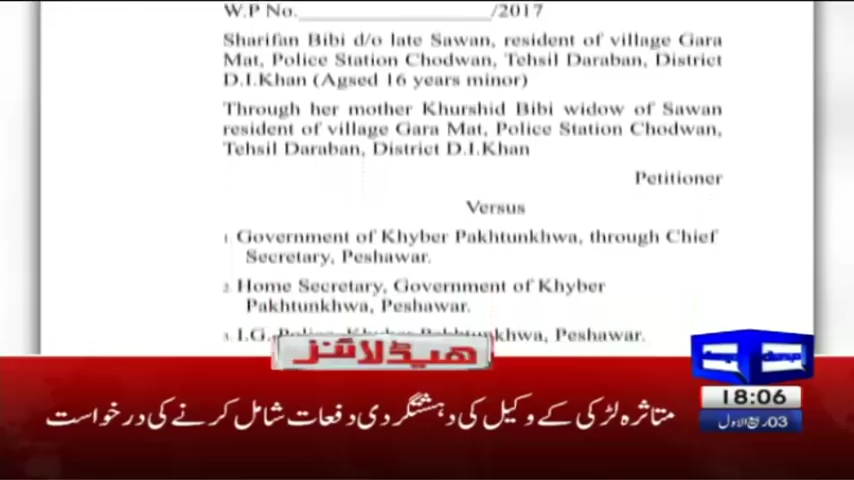 W.P No.____________________/2017
Sharifan Bibi d/o late Sawan, resident of village Gara
Mat, Police Station Chodwan, Tehsil Daraban, District
D.I.Khan (Agsed 16 years minor)
Through her mother Khurshid Bibi widow of Sawan
resident of village Gara Mat, Police Station Chodwan,
Tehsil Daraban, District D.I.Khan
Petitioner
Versus
1. Government of Khyber Pakhtunkhwa, through Chief
Secretary, Peshawar.
2. Home Secretary, Government of Khyber
Pakhtunkhwa, Peshawar.
3. I.G. Police, Khyber Pakhtunkhwa, Peshawar.
ہیڈلائنز
18:06
03 ربیع الاول
متاثرہ لڑکی کے وکیل کی دہشتگردی دفعات شامل کرنے کی درخواست